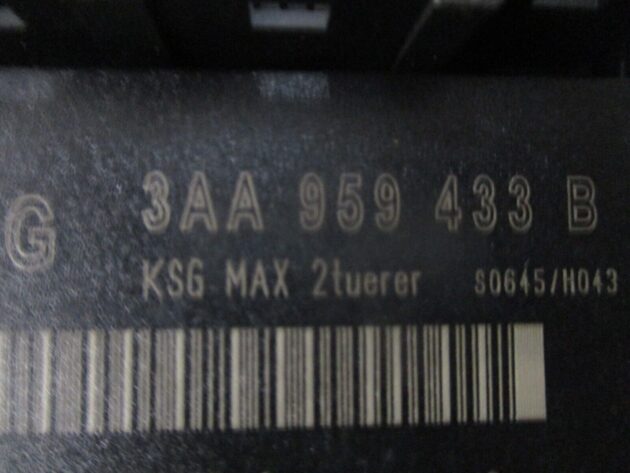 G 3AA 959 433 B
KSG MAX 2tuerer S0645/H043